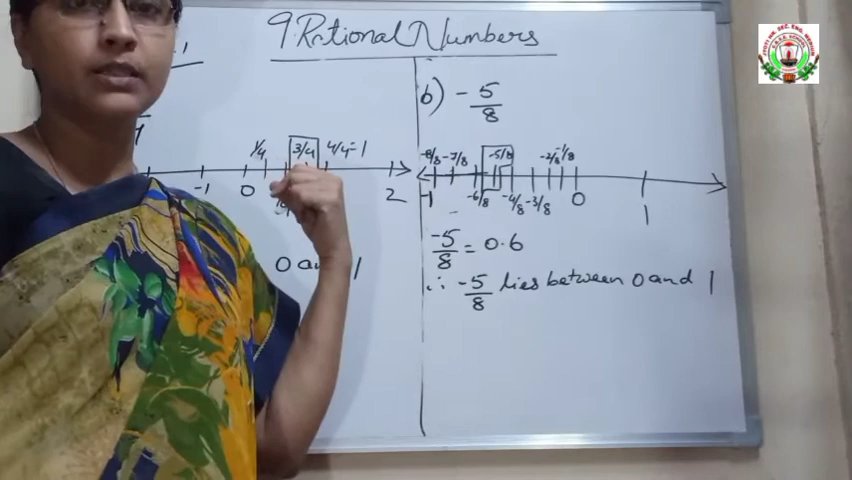 9 Rational Numbers
1/4 3/4 4/4=1
-1 0 2
0 and 1
b) -5/8
-8/8 -7/8 -5/8 -2/8 -1/8
-1 -6/8 -4/8 -3/8 0 1
-5/8 = 0.6
∴ -5/8 lies between 0 and 1